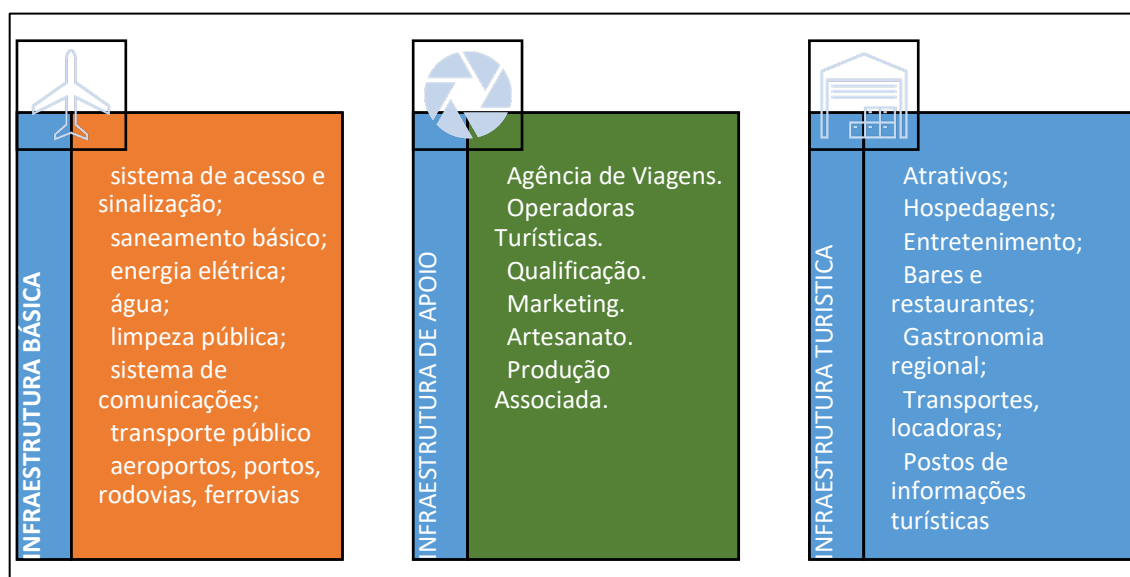 INFRAESTRUTURA BÁSICA
sistema de acesso e
sinalização;
saneamento básico;
energia elétrica;
água;
limpeza pública;
sistema de
comunicações;
transporte público
aeroportos, portos,
rodovias, ferrovias
INFRAESTRUTURA DE APOIO
Agência de Viagens.
Operadoras
Turísticas.
Qualificação.
Marketing.
Artesanato.
Produção
Associada.
INFRAESTRUTURA TURISTICA
Atrativos;
Hospedagens;
Entretenimento;
Bares e
restaurantes;
Gastronomia
regional;
Transportes,
locadoras;
Postos de
informações
turísticas